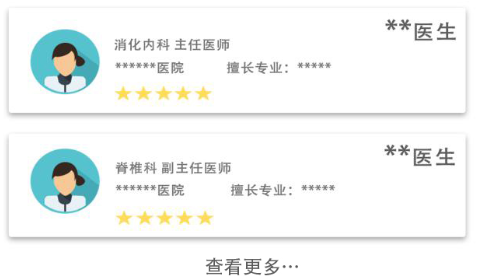 **医生
消化内科 主任医师
******医院 擅长专业：*****
**医生
脊椎科 副主任医师
******医院 擅长专业：*****
查看更多…